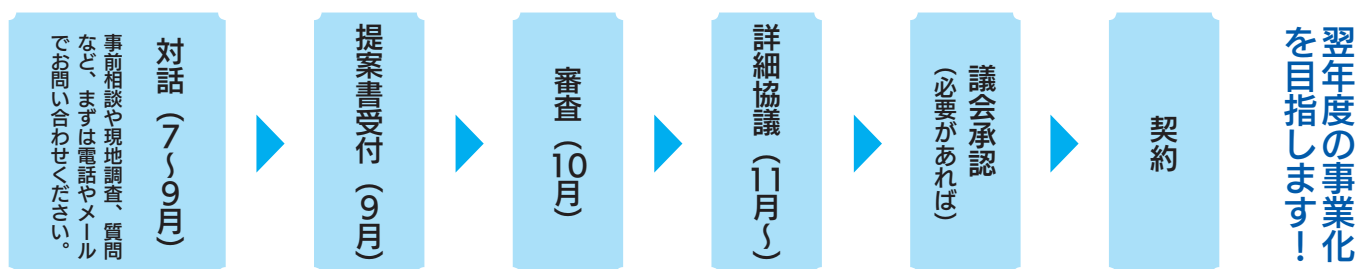 対話（7～9月）
事前相談や現地調査、質問
など、まずは電話やメール
でお問い合わせください。
提案書受付（9月）
審査（10月）
詳細協議（11月～）
議会承認
（必要があれば）
契約
翌年度の事業化
を目指します！